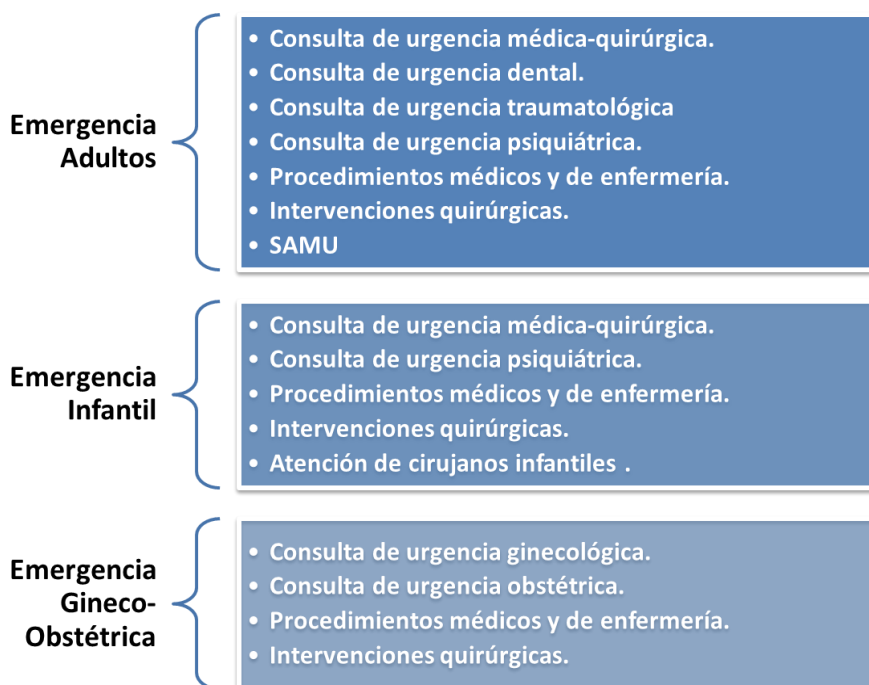 Emergencia
Adultos
• Consulta de urgencia médica-quirúrgica.
• Consulta de urgencia dental.
• Consulta de urgencia traumatológica
• Consulta de urgencia psiquiátrica.
• Procedimientos médicos y de enfermería.
• Intervenciones quirúrgicas.
• SAMU
Emergencia
Infantil
• Consulta de urgencia médica-quirúrgica.
• Consulta de urgencia psiquiátrica.
• Procedimientos médicos y de enfermería.
• Intervenciones quirúrgicas.
• Atención de cirujanos infantiles .
Emergencia
Gineco-
Obstétrica
• Consulta de urgencia ginecológica.
• Consulta de urgencia obstétrica.
• Procedimientos médicos y de enfermería.
• Intervenciones quirúrgicas.